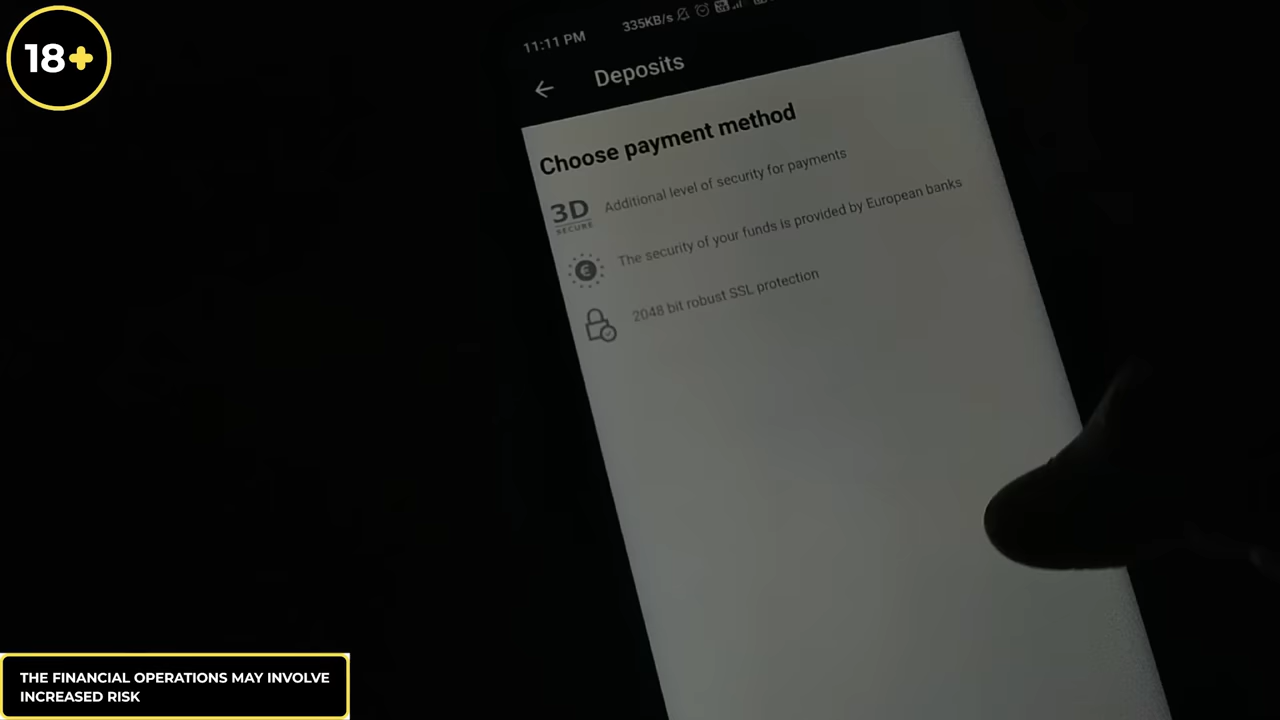 18+
11:11 PM 335KB/s
Deposits
Choose payment method
3D SECURE
Additional level of security for payments
The security of your funds is provided by European banks
2048 bit robust SSL protection
THE FINANCIAL OPERATIONS MAY INVOLVE
INCREASED RISK